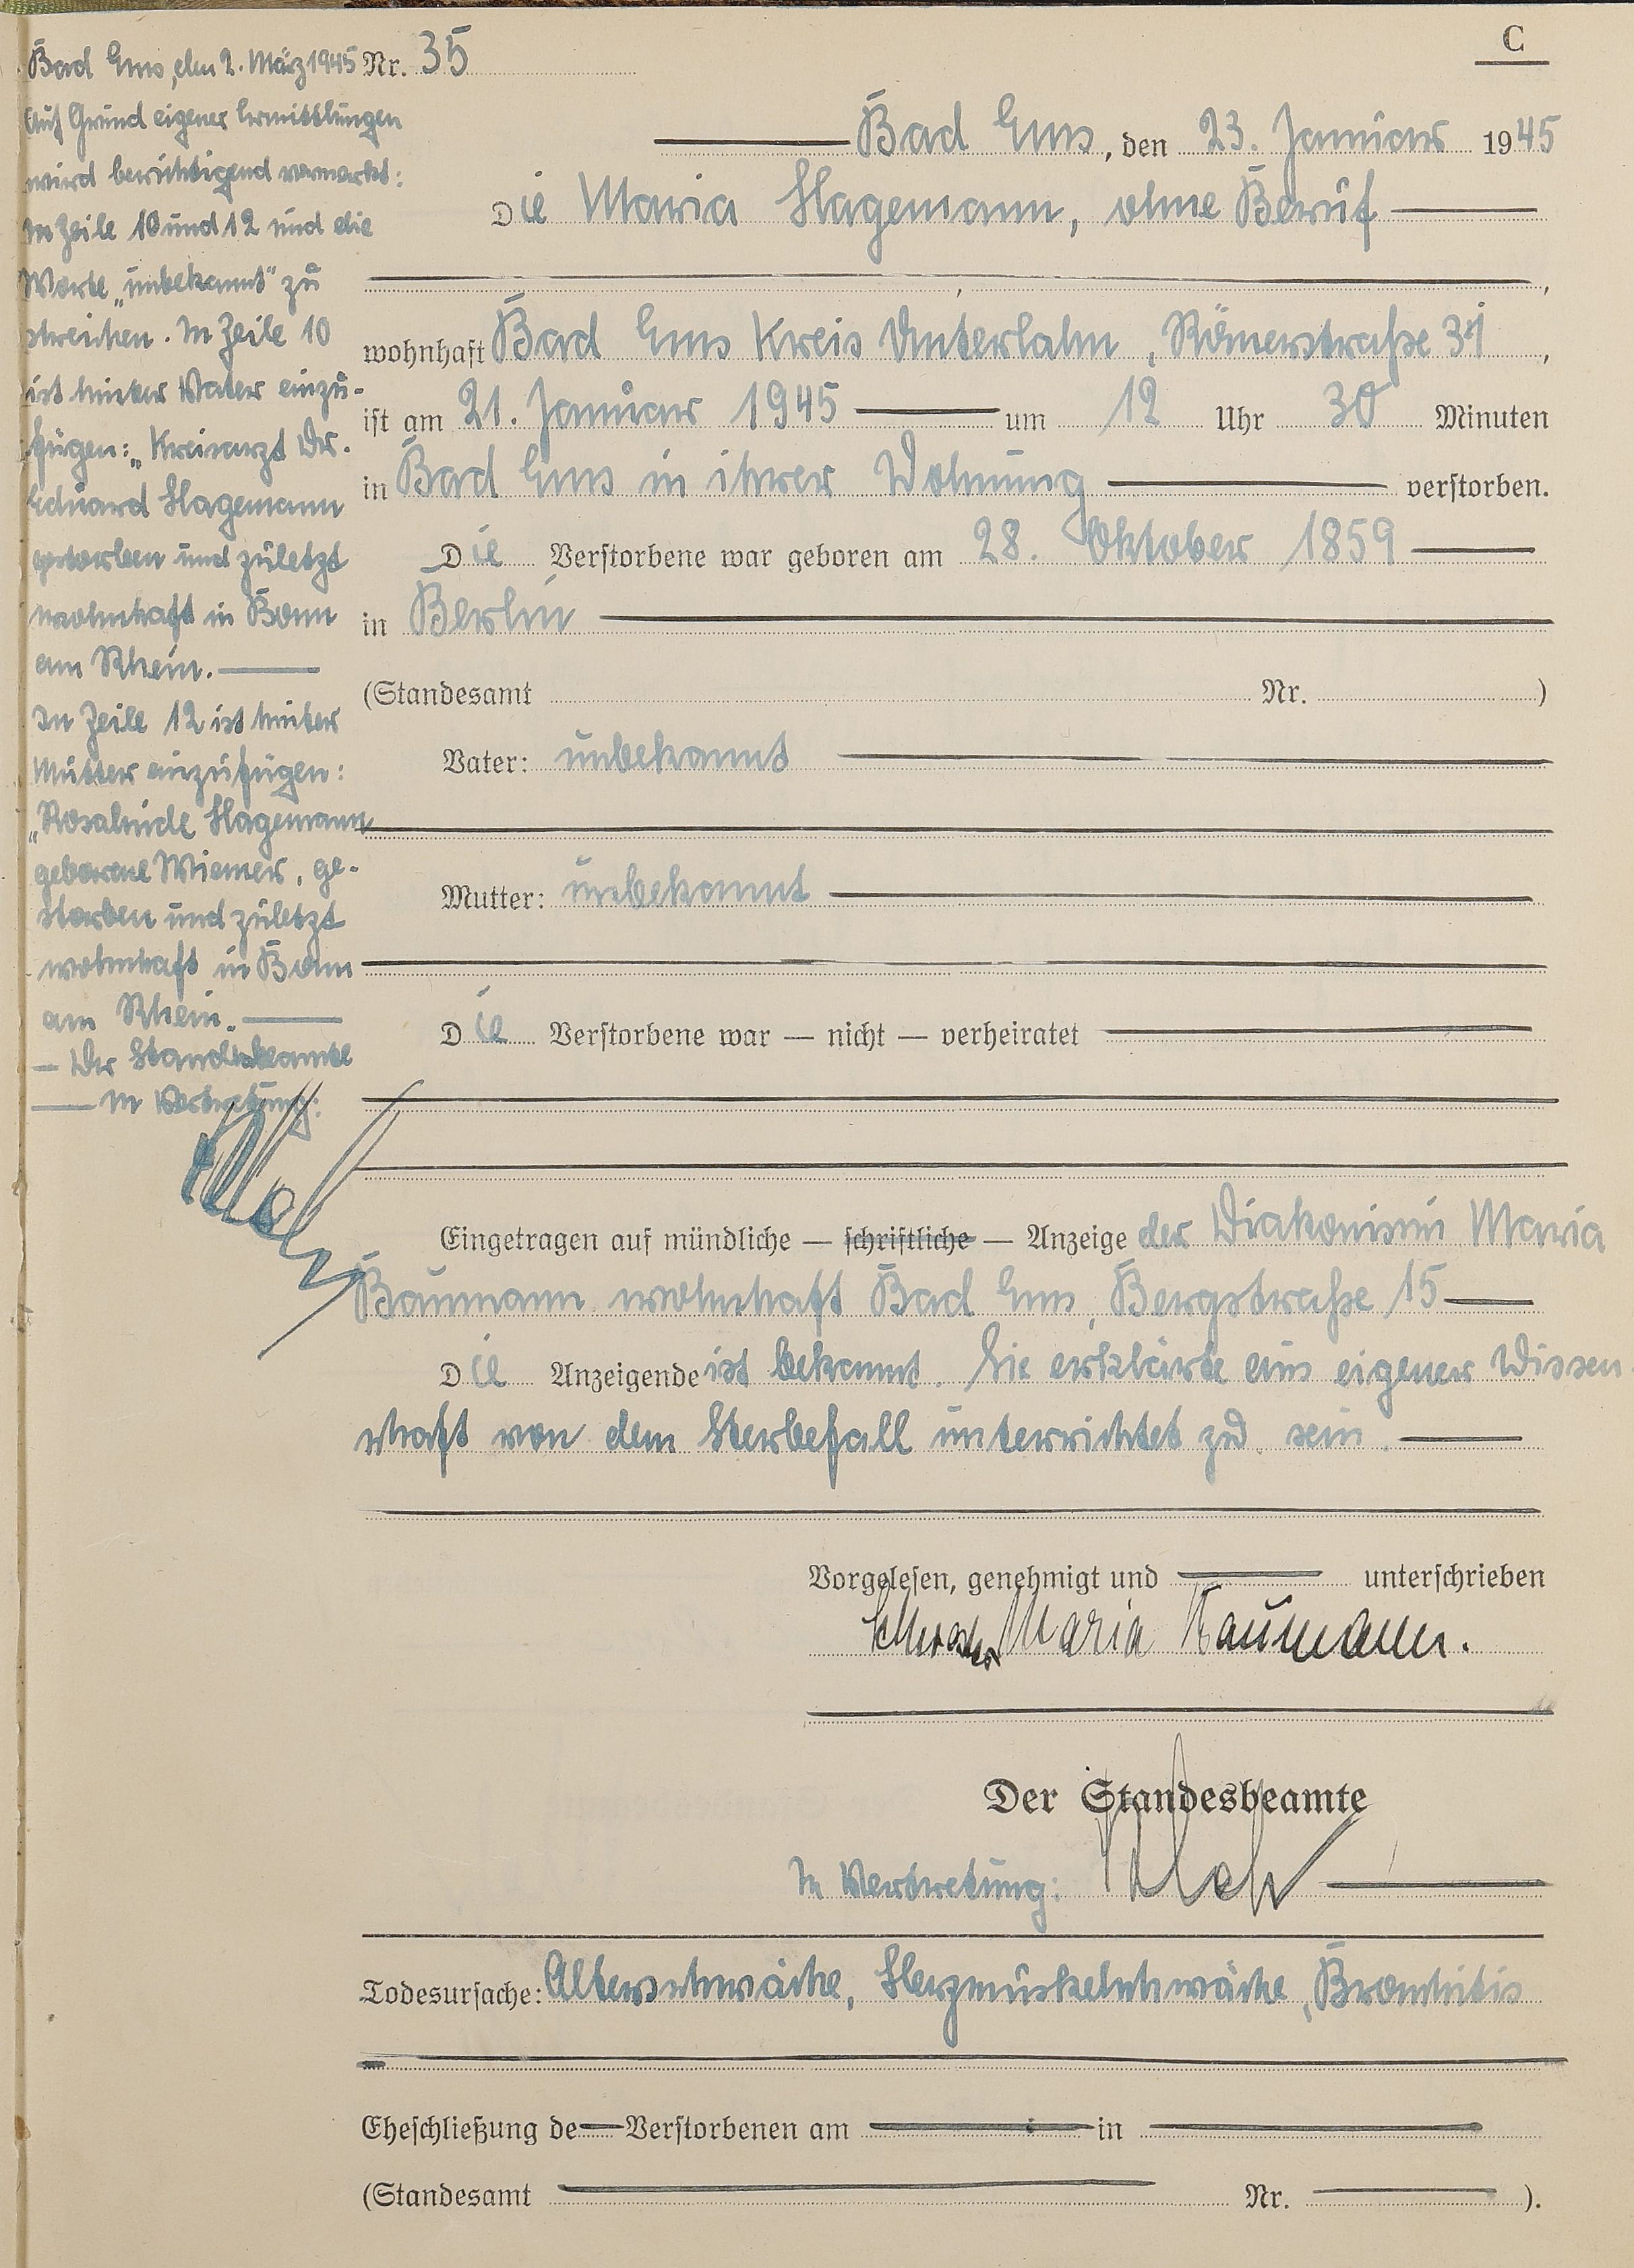 C
Nr. 35
Bad Ems, den 23. Januar 1945
Die Maria Hagemann, ohne Beruf
wohnhaft Bad Ems Kreis Unterlahn, Römerstraße 34,
ist am 21. Januar 1945 um 12 Uhr 30 Minuten
in Bad Ems in ihrer Wohnung verstorben.
Die Verstorbene war geboren am 28. Oktober 1859
in Berlin
(Standesamt Nr. )
Vater: unbekannt
Mutter: unbekannt
Die Verstorbene war — nicht — verheiratet
Eingetragen auf mündliche — schriftliche — Anzeige der Diakonisin Maria
Baumann wohnhaft Bad Ems, Bergstraße 15
Die Anzeigende ist bekannt. Sie erklärte aus eigener Wissen-
schaft von dem Sterbefall unterrichtet zu sein.
Vorgelesen, genehmigt und unterschrieben
Schwester Maria Baumann.
Der Standesbeamte
In Vertretung:
Todesursache: Altersschwäche, Herzmuskelschwäche, Bronchitis
Eheschließung de Verstorbenen am in
(Standesamt Nr. ).
Bad Ems, den 2. März 1945
Auf Grund eigener Ermittlungen
wird berichtigend vermerkt:
In Zeile 10 und 12 sind die
Worte „unbekannt" zu
streichen. In Zeile 10
ist hinter Vater einzu-
fügen: „Kreisarzt Dr.
Eduard Hagemann
gestorben und zuletzt
wohnhaft in Bonn
am Rhein.
In Zeile 12 ist hinter
Mutter einzufügen:
„Rosalinde Hagemann
geborene Wiemer, ge-
storben und zuletzt
wohnhaft in Bonn
am Rhein.
— Der Standesbeamte
— In Vertretung: